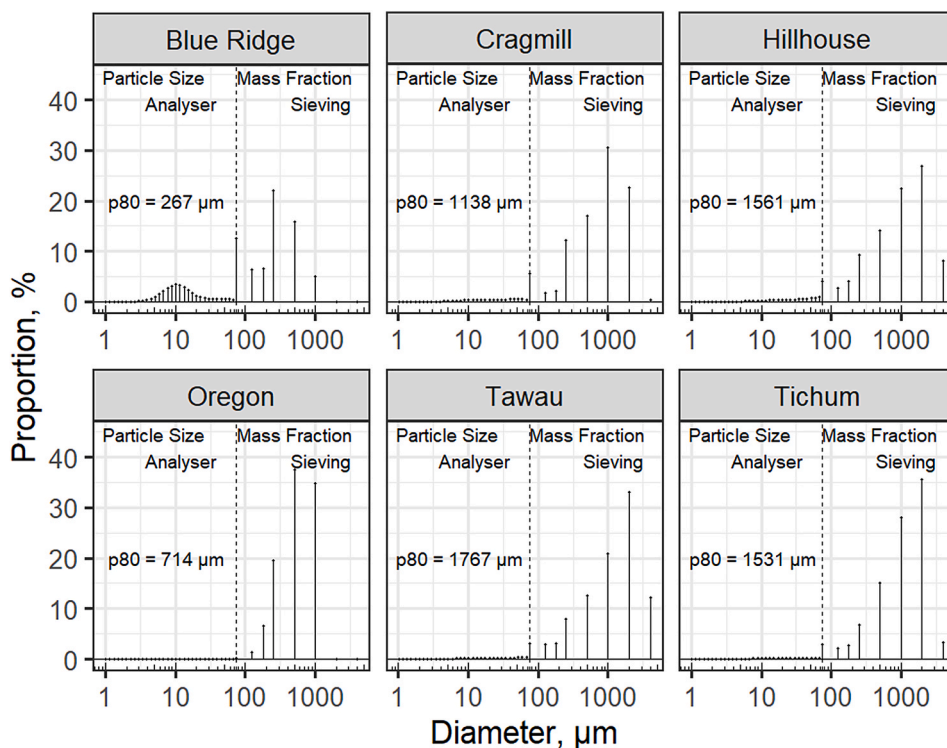 Blue Ridge
Cragmill
Hillhouse
Particle Size
Analyser
Mass Fraction
Sieving
p80 = 267 µm
Particle Size
Analyser
Mass Fraction
Sieving
p80 = 1138 µm
Particle Size
Analyser
Mass Fraction
Sieving
p80 = 1561 µm
40
30
20
10
0
1 10 100 1000
1 10 100 1000
1 10 100 1000
Oregon
Tawau
Tichum
Particle Size
Analyser
Mass Fraction
Sieving
p80 = 714 µm
Particle Size
Analyser
Mass Fraction
Sieving
p80 = 1767 µm
Particle Size
Analyser
Mass Fraction
Sieving
p80 = 1531 µm
40
30
20
10
0
1 10 100 1000
1 10 100 1000
1 10 100 1000
Proportion, %
Diameter, µm